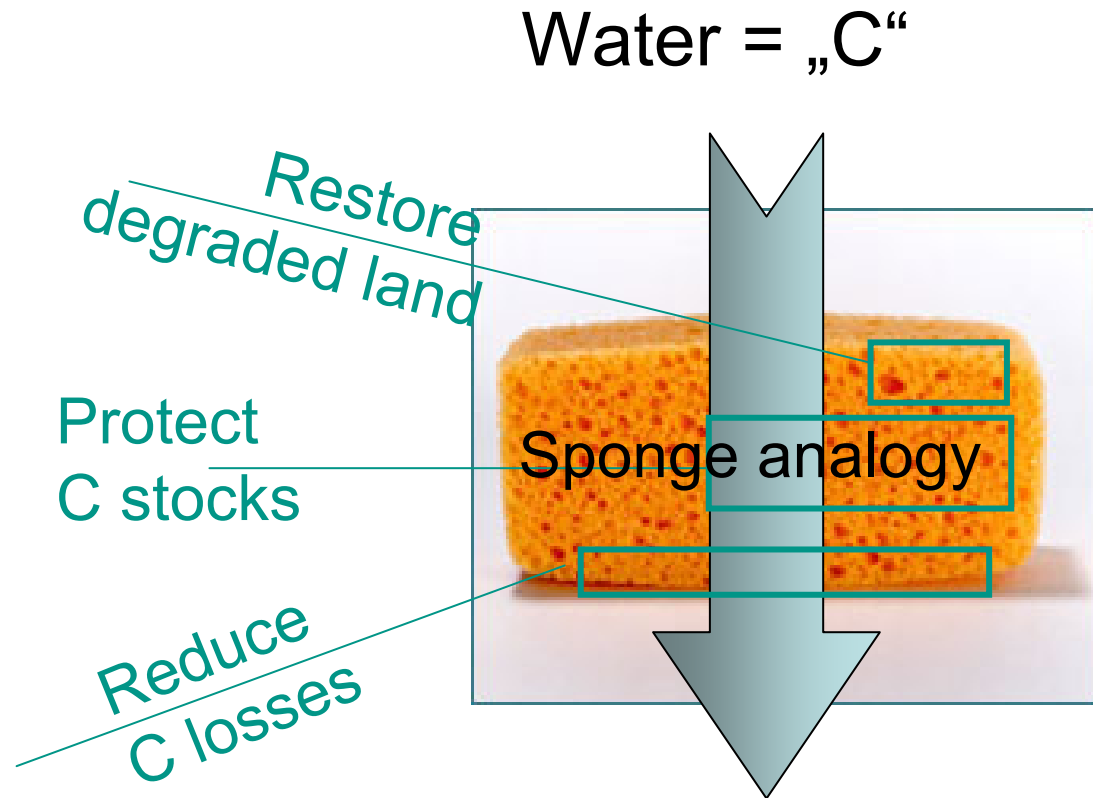 Water = „C“
Restore
degraded land
Protect
C stocks
Sponge analogy
Reduce
C losses